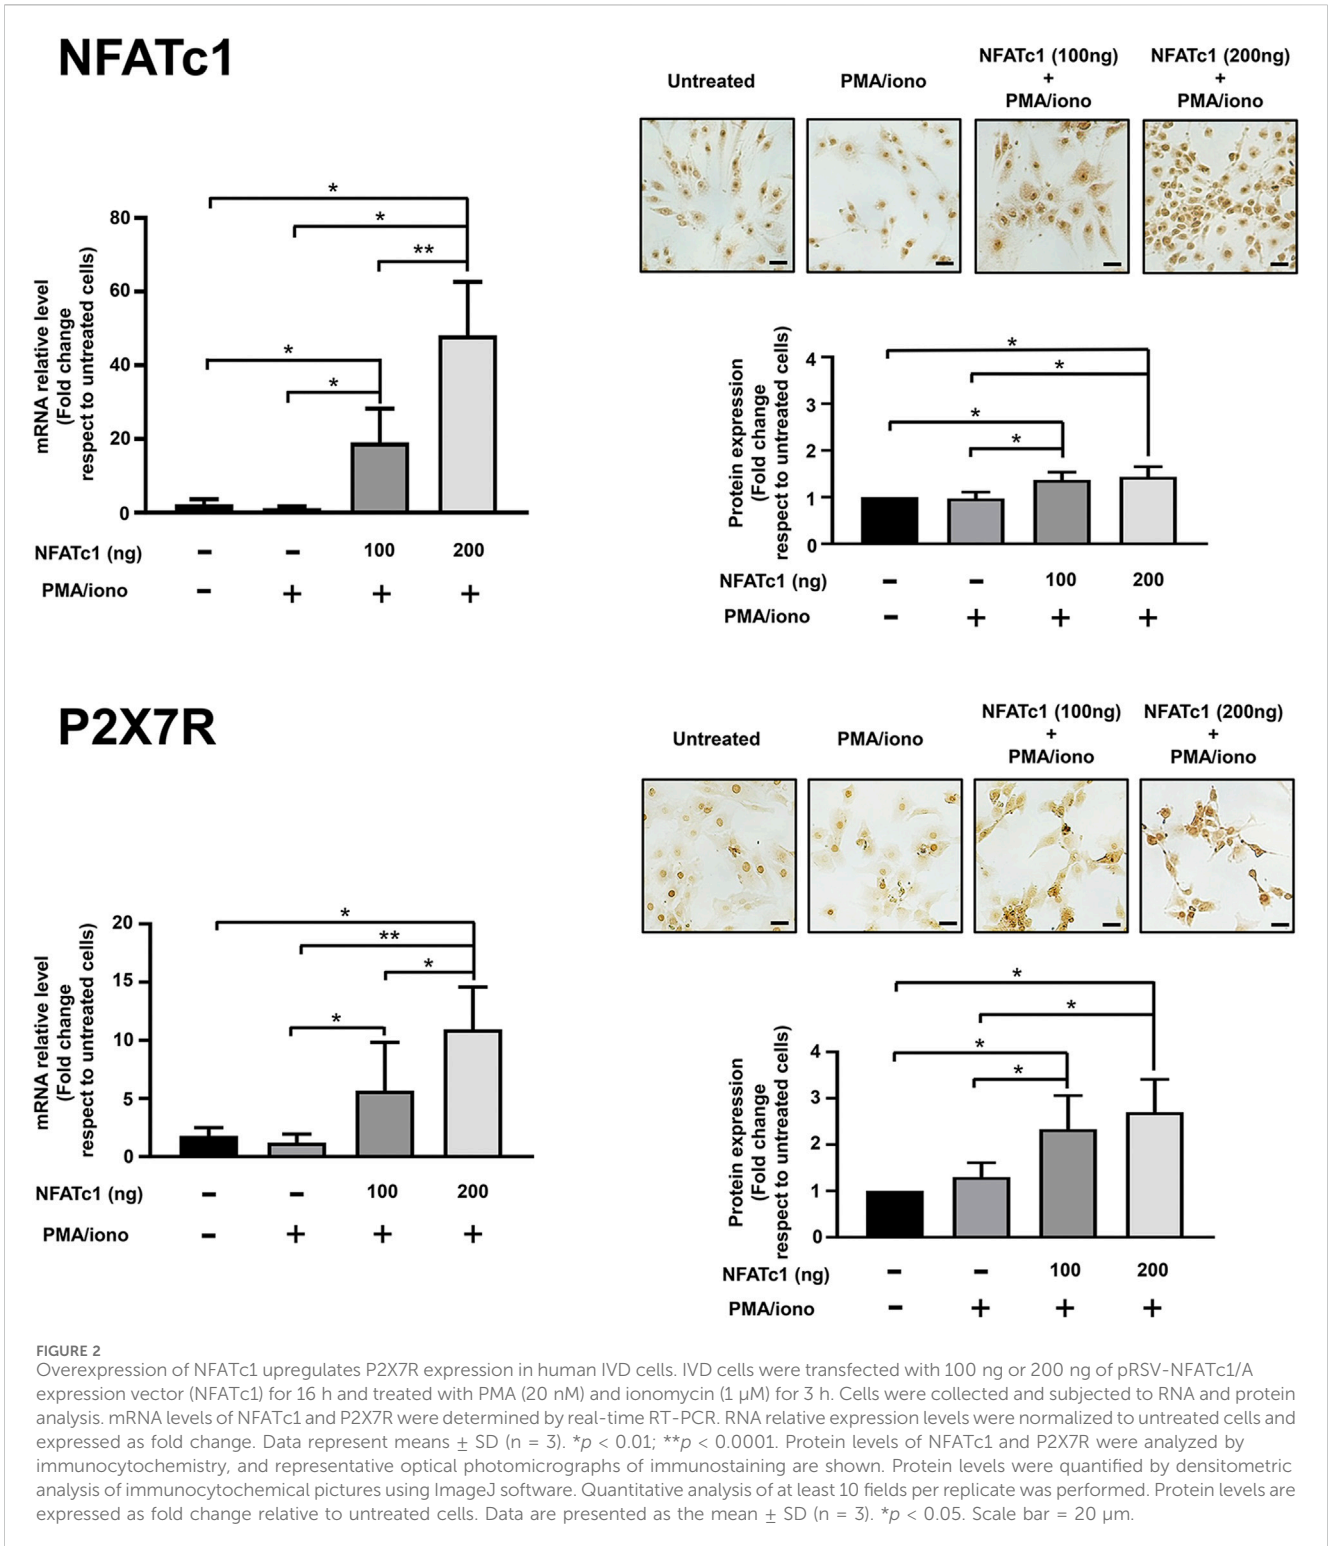 NFATc1
Untreated
PMA/iono
NFATc1 (100ng)
+
PMA/iono
NFATc1 (200ng)
+
PMA/iono
mRNA relative level
(Fold change
respect to untreated cells)
80
60
40
20
0
*
*
**
*
*
NFATc1 (ng)
– – 100 200
PMA/iono
– + + +
Protein expression
(Fold change
respect to untreated cells)
4
3
2
1
0
*
*
*
*
NFATc1 (ng)
– – 100 200
PMA/iono
– + + +
P2X7R
Untreated
PMA/iono
NFATc1 (100ng)
+
PMA/iono
NFATc1 (200ng)
+
PMA/iono
mRNA relative level
(Fold change
respect to untreated cells)
20
15
10
5
0
*
**
*
*
NFATc1 (ng)
– – 100 200
PMA/iono
– + + +
Protein expression
(Fold change
respect to untreated cells)
4
3
2
1
0
*
*
*
*
NFATc1 (ng)
– – 100 200
PMA/iono
– + + +
FIGURE 2
Overexpression of NFATc1 upregulates P2X7R expression in human IVD cells. IVD cells were transfected with 100 ng or 200 ng of pRSV-NFATc1/A
expression vector (NFATc1) for 16 h and treated with PMA (20 nM) and ionomycin (1 µM) for 3 h. Cells were collected and subjected to RNA and protein
analysis. mRNA levels of NFATc1 and P2X7R were determined by real-time RT-PCR. RNA relative expression levels were normalized to untreated cells and
expressed as fold change. Data represent means ± SD (n = 3). *p < 0.01; **p < 0.0001. Protein levels of NFATc1 and P2X7R were analyzed by
immunocytochemistry, and representative optical photomicrographs of immunostaining are shown. Protein levels were quantified by densitometric
analysis of immunocytochemical pictures using ImageJ software. Quantitative analysis of at least 10 fields per replicate was performed. Protein levels are
expressed as fold change relative to untreated cells. Data are presented as the mean ± SD (n = 3). *p < 0.05. Scale bar = 20 µm.